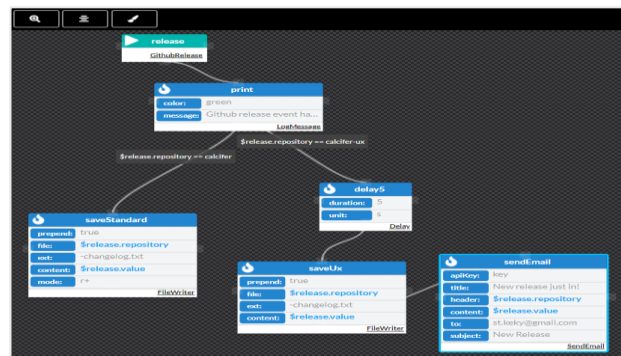 release
GithubRelease
print
color: green
message: Github release event ha...
LogMessage
$release.repository == calcifer-ux
$release.repository == calcifer
delay5
duration: 5
unit: s
Delay
saveStandard
prepend: true
file: $release.repository
ext: -changelog.txt
content: $release.value
mode: r+
FileWriter
saveUx
prepend: true
file: $release.repository
ext: -changelog.txt
content: $release.value
FileWriter
sendEmail
apiKey: key
title: New release just in!
header: $release.repository
content: $release.value
to: st.keky@gmail.com
subject: New Release
SendEmail